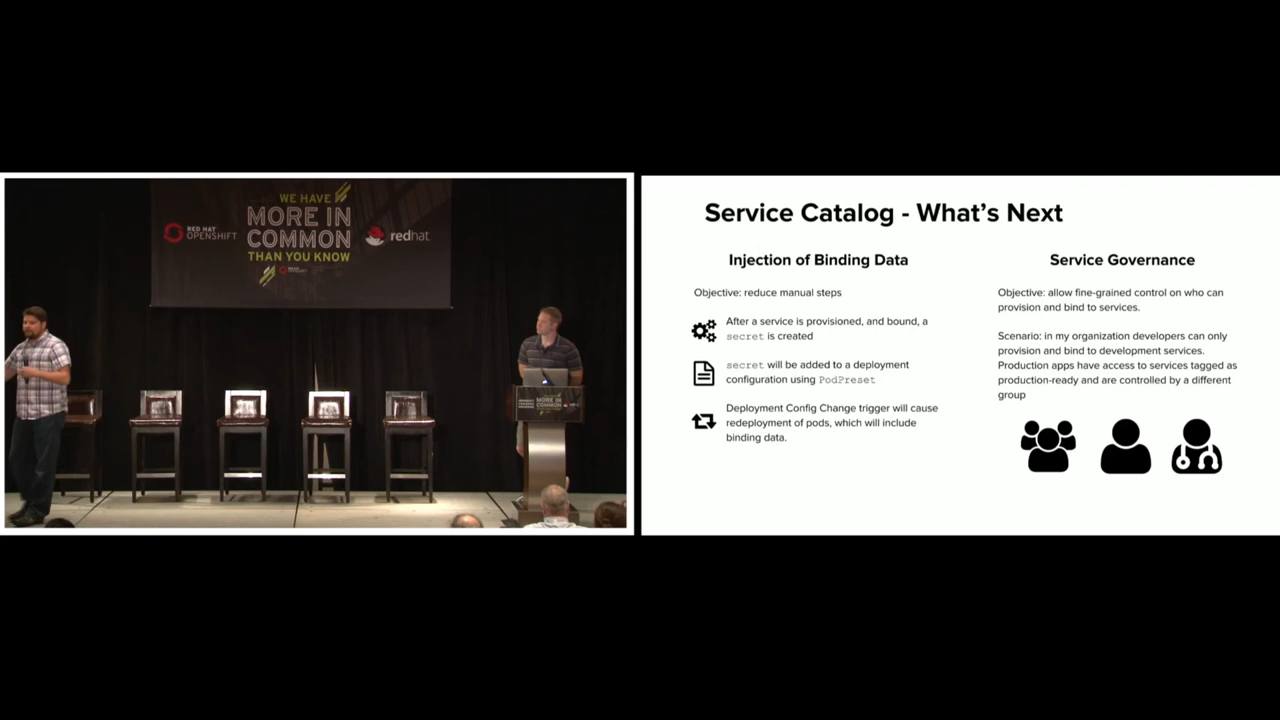 WE HAVE
MORE IN
COMMON
THAN YOU KNOW
RED HAT
OPENSHIFT
redhat
MORE IN
COMMON
Service Catalog - What's Next
Injection of Binding Data
Objective: reduce manual steps
After a service is provisioned, and bound, a
secret is created
secret will be added to a deployment
configuration using PodPreset
Deployment Config Change trigger will cause
redeployment of pods, which will include
binding data.
Service Governance
Objective: allow fine-grained control on who can
provision and bind to services.
Scenario: in my organization developers can only
provision and bind to development services.
Production apps have access to services tagged as
production-ready and are controlled by a different
group